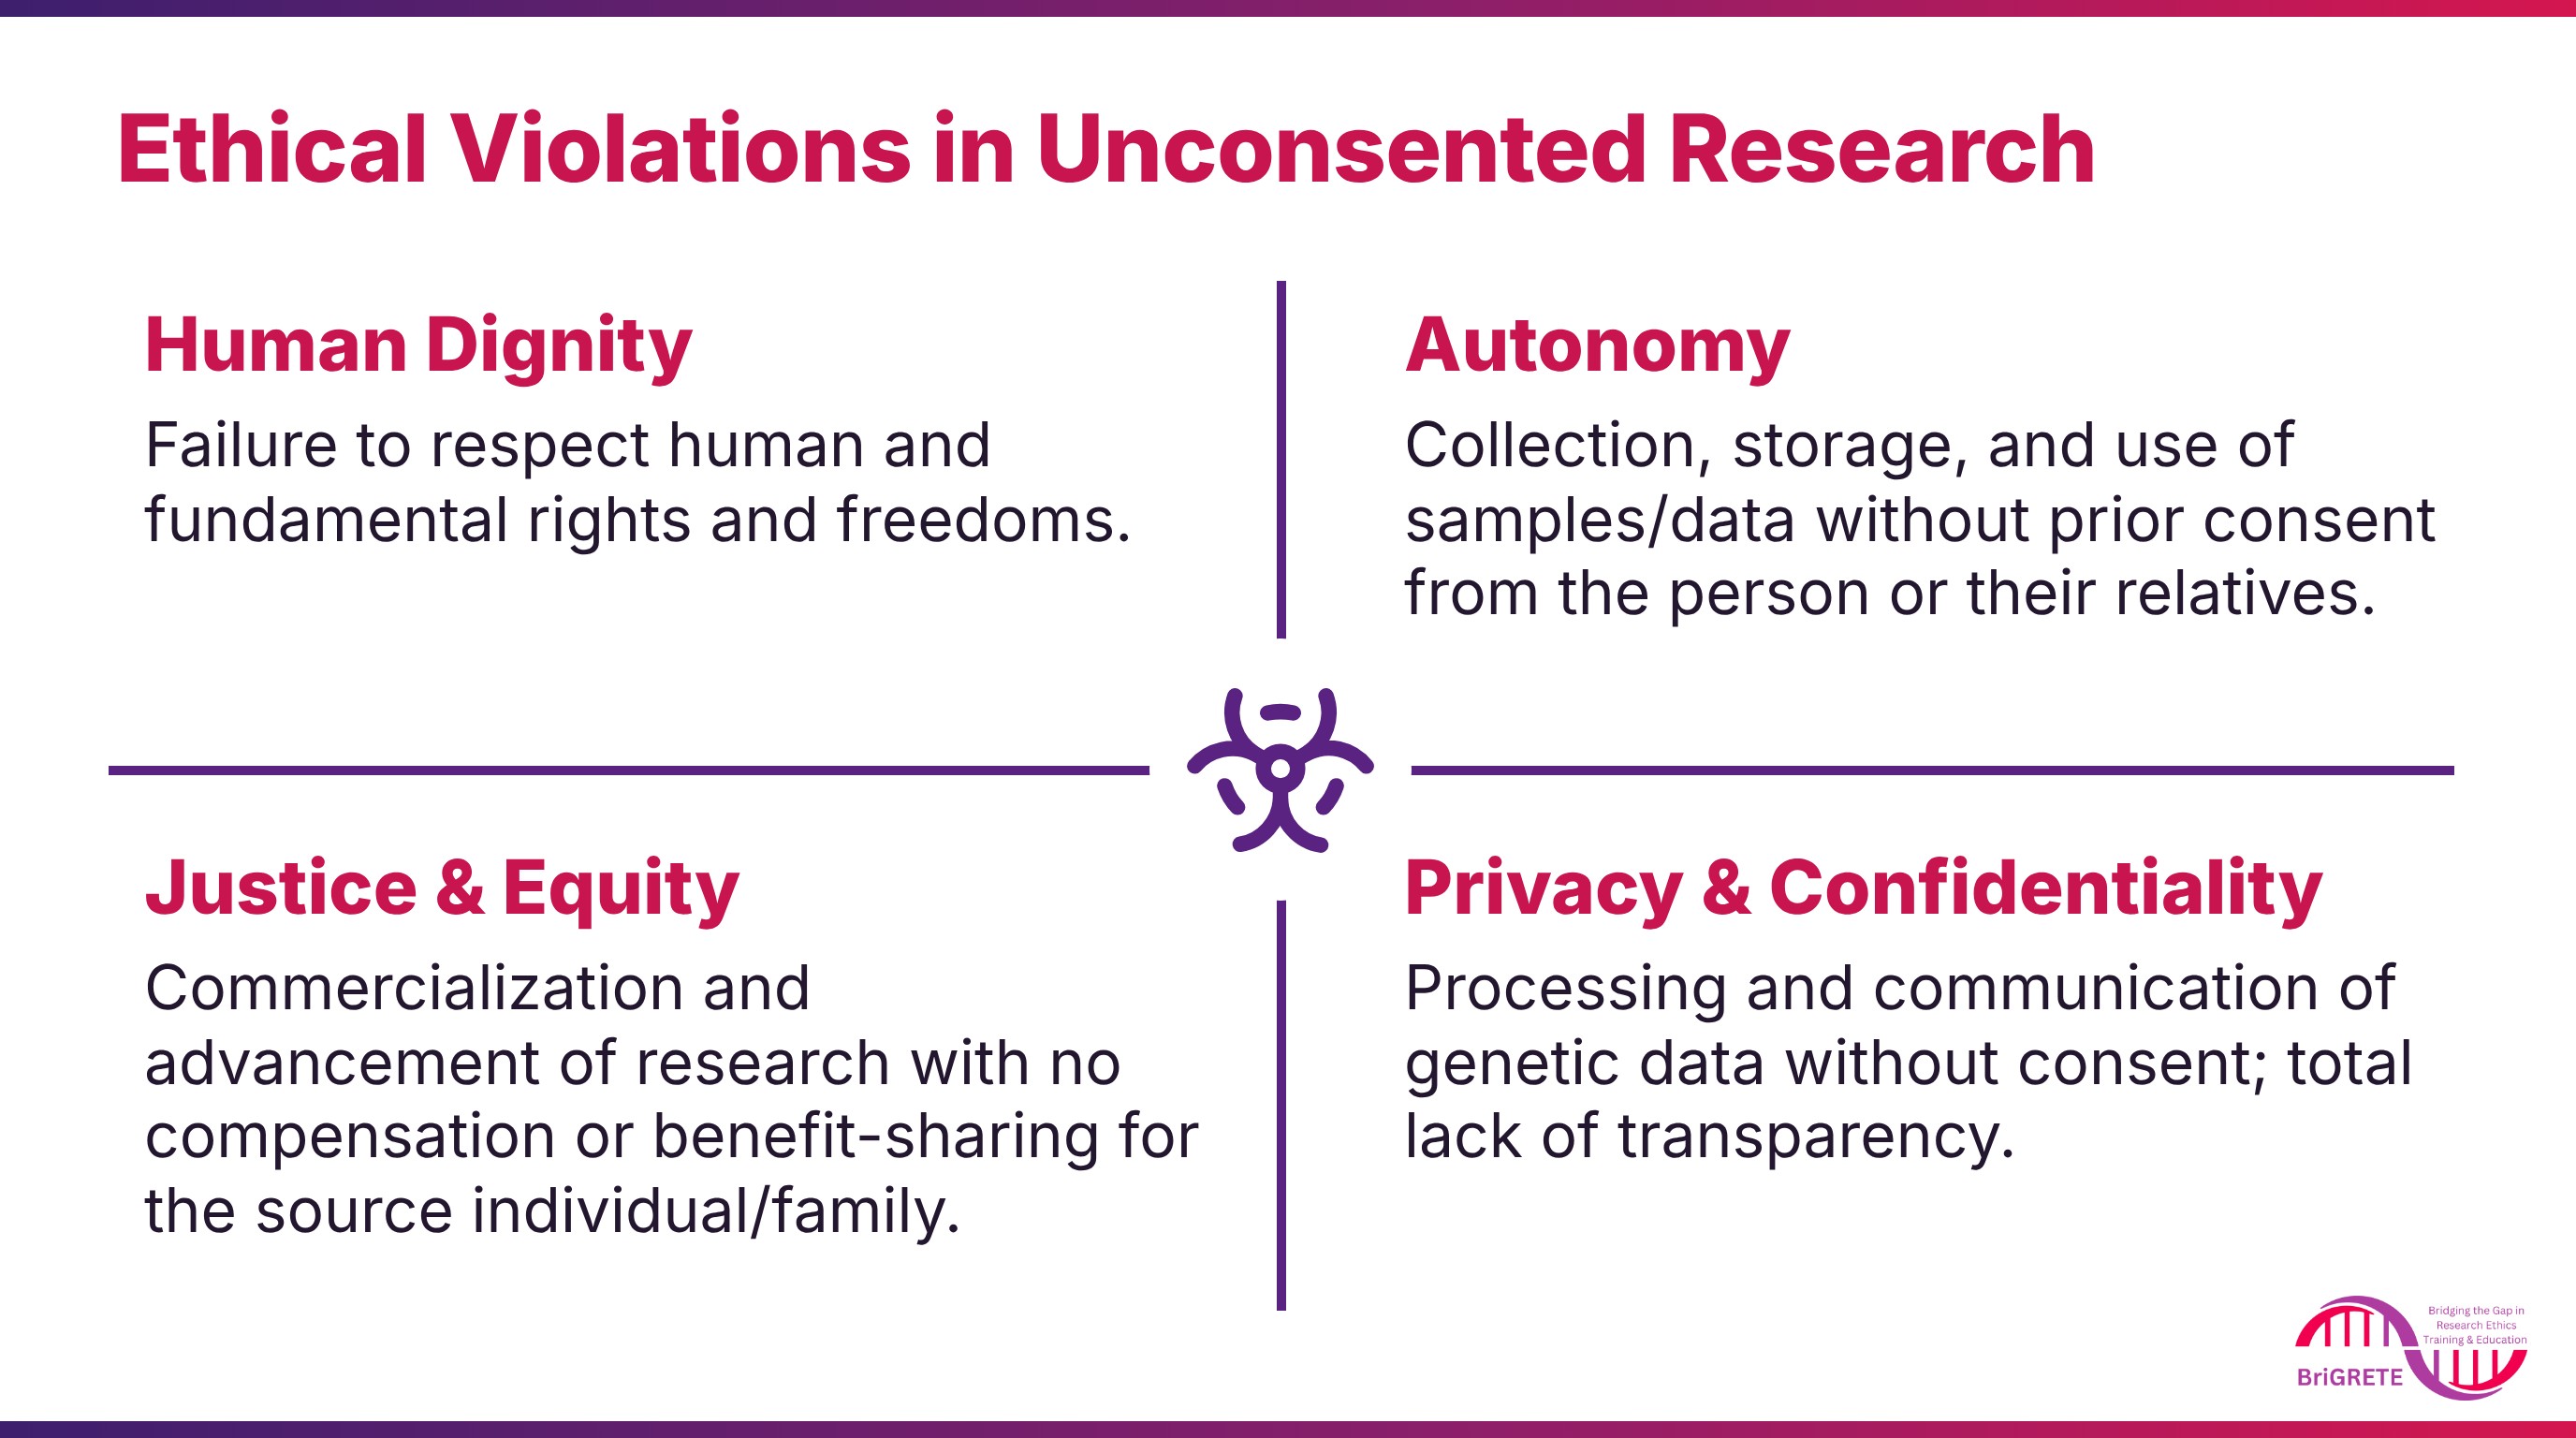 Ethical Violations in Unconsented Research
Human Dignity
Failure to respect human and
fundamental rights and freedoms.
Autonomy
Collection, storage, and use of
samples/data without prior consent
from the person or their relatives.
Justice & Equity
Commercialization and
advancement of research with no
compensation or benefit-sharing for
the source individual/family.
Privacy & Confidentiality
Processing and communication of
genetic data without consent; total
lack of transparency.
Bridging the Gap in
Research Ethics
Training & Education
BriGRETE